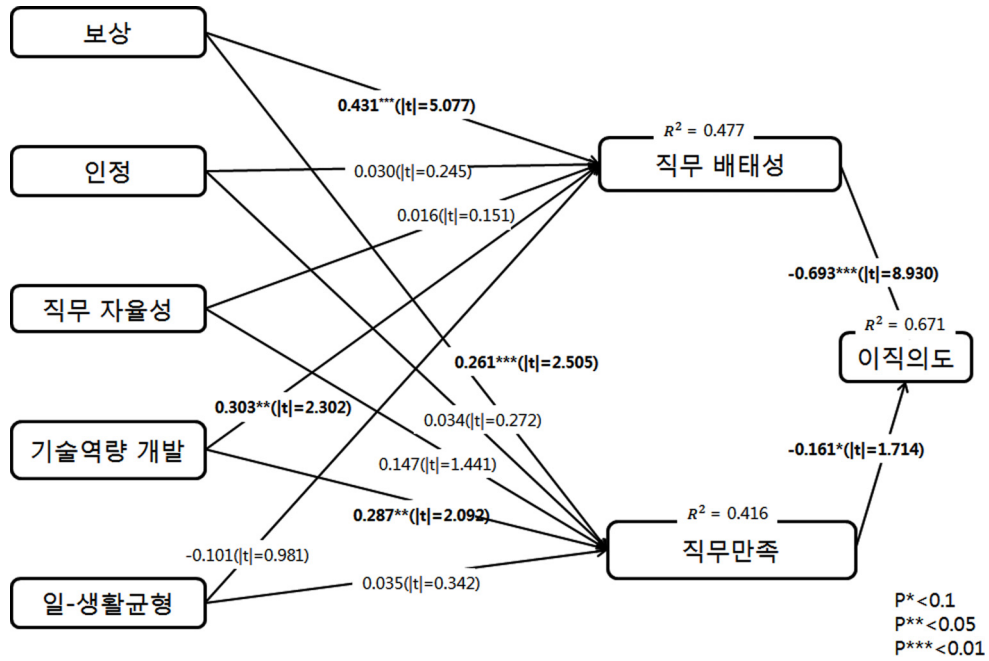 보상
0.431***(|t|=5.077)
R² = 0.477
직무 배태성
인정
0.030(|t|=0.245)
0.016(|t|=0.151)
-0.693***(|t|=8.930)
직무 자율성
R² = 0.671
이직의도
0.261***(|t|=2.505)
0.303**(|t|=2.302)
0.034(|t|=0.272)
기술역량 개발
0.147(|t|=1.441)
-0.161*(|t|=1.714)
0.287**(|t|=2.092)
R² = 0.416
직무만족
-0.101(|t|=0.981)
0.035(|t|=0.342)
일-생활균형
P*<0.1
P**<0.05
P***<0.01